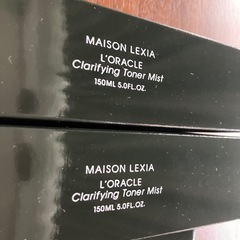 MAISON LEXIA
L'ORACLE
Clarifying Toner Mist
150ML 5.0FL.OZ.
MAISON LEXIA
L'ORACLE
Clarifying Toner Mist
150ML 5.0FL.OZ.